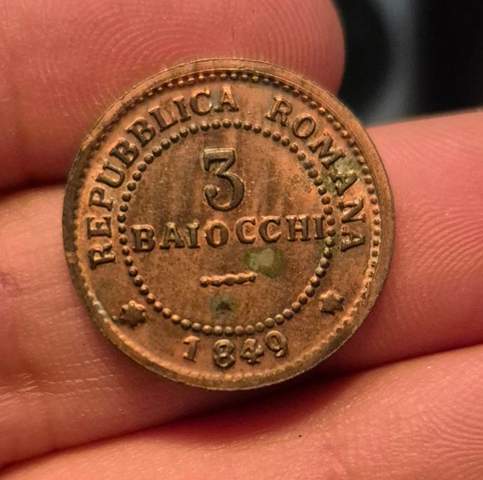 REPUBBLICA ROMANA
3
BAIOCCHI
1849